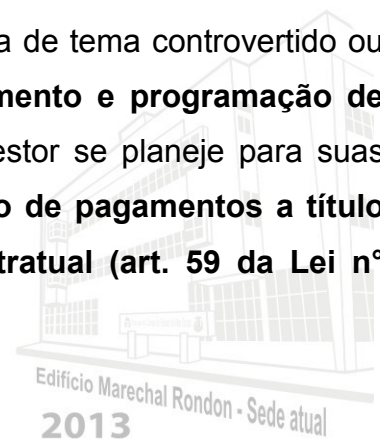 a de tema controvertido ou
mento e programação de
estor se planeje para suas
o de pagamentos a título
tratual (art. 59 da Lei nº
Edifício Marechal Rondon - Sede atual
2013